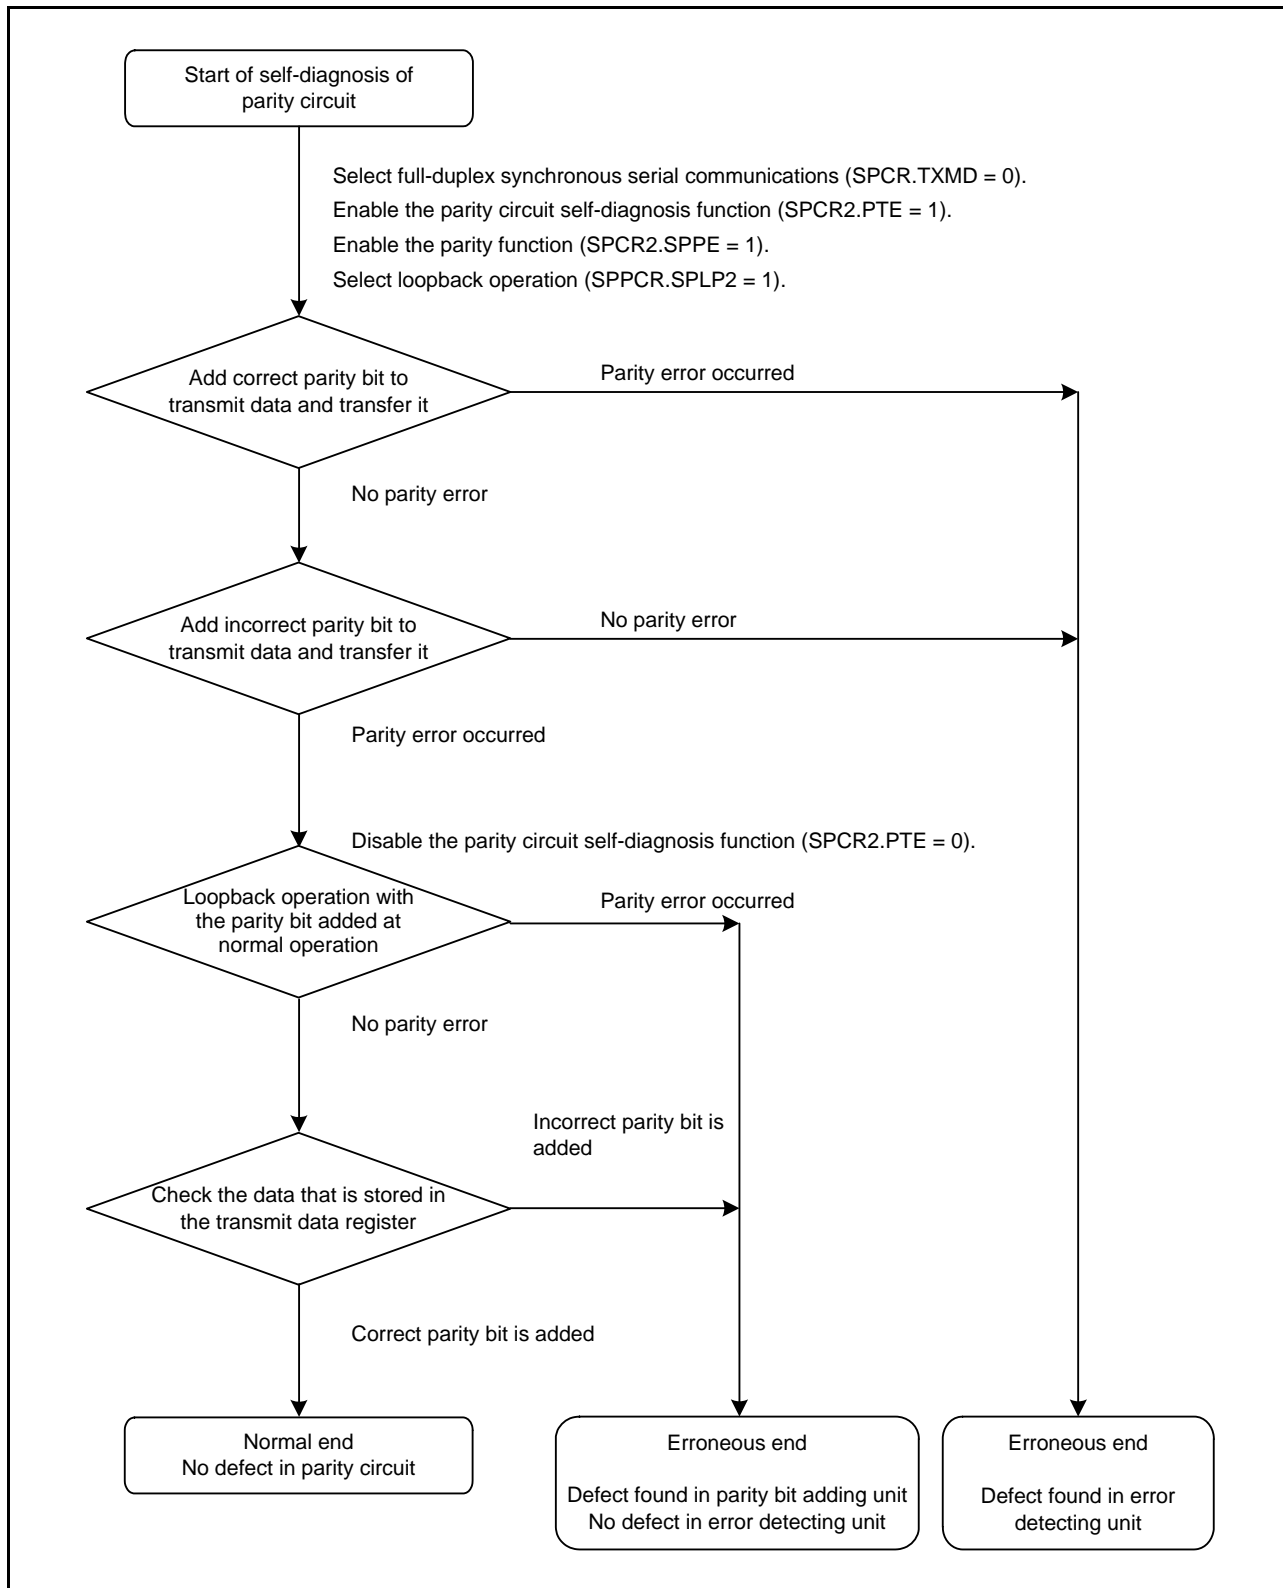 Start of self-diagnosis of
parity circuit
Select full-duplex synchronous serial communications (SPCR.TXMD = 0).
Enable the parity circuit self-diagnosis function (SPCR2.PTE = 1).
Enable the parity function (SPCR2.SPPE = 1).
Select loopback operation (SPPCR.SPLP2 = 1).
Add correct parity bit to
transmit data and transfer it
Parity error occurred
No parity error
Add incorrect parity bit to
transmit data and transfer it
No parity error
Parity error occurred
Disable the parity circuit self-diagnosis function (SPCR2.PTE = 0).
Loopback operation with
the parity bit added at
normal operation
Parity error occurred
No parity error
Incorrect parity bit is
added
Check the data that is stored in
the transmit data register
Correct parity bit is added
Normal end
No defect in parity circuit
Erroneous end
Defect found in parity bit adding unit
No defect in error detecting unit
Erroneous end
Defect found in error
detecting unit